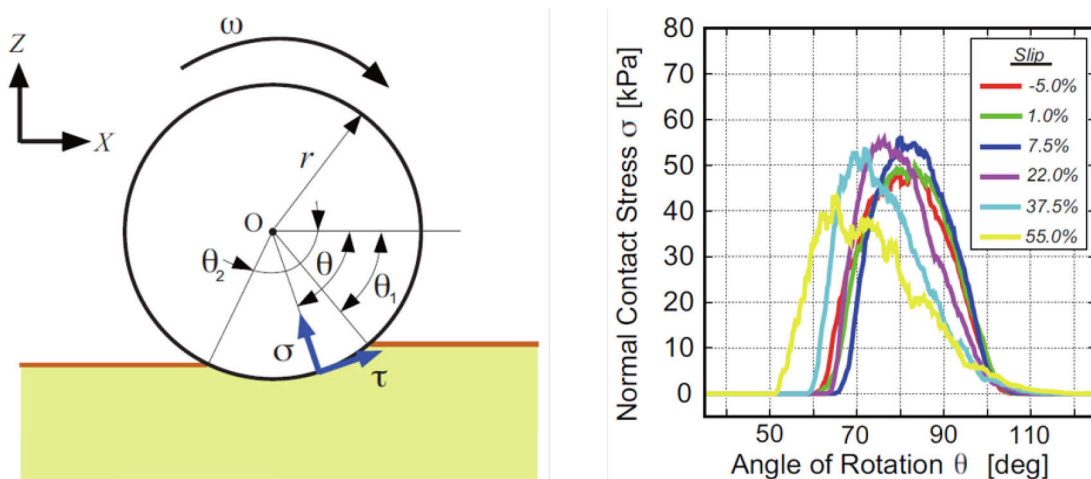 ω
Z
X
r
O
θ2
θ
θ1
σ
τ
Normal Contact Stress σ [kPa]
80
70
60
50
40
30
20
10
0
50
70
90
110
Angle of Rotation θ [deg]
Slip
-5.0%
1.0%
7.5%
22.0%
37.5%
55.0%